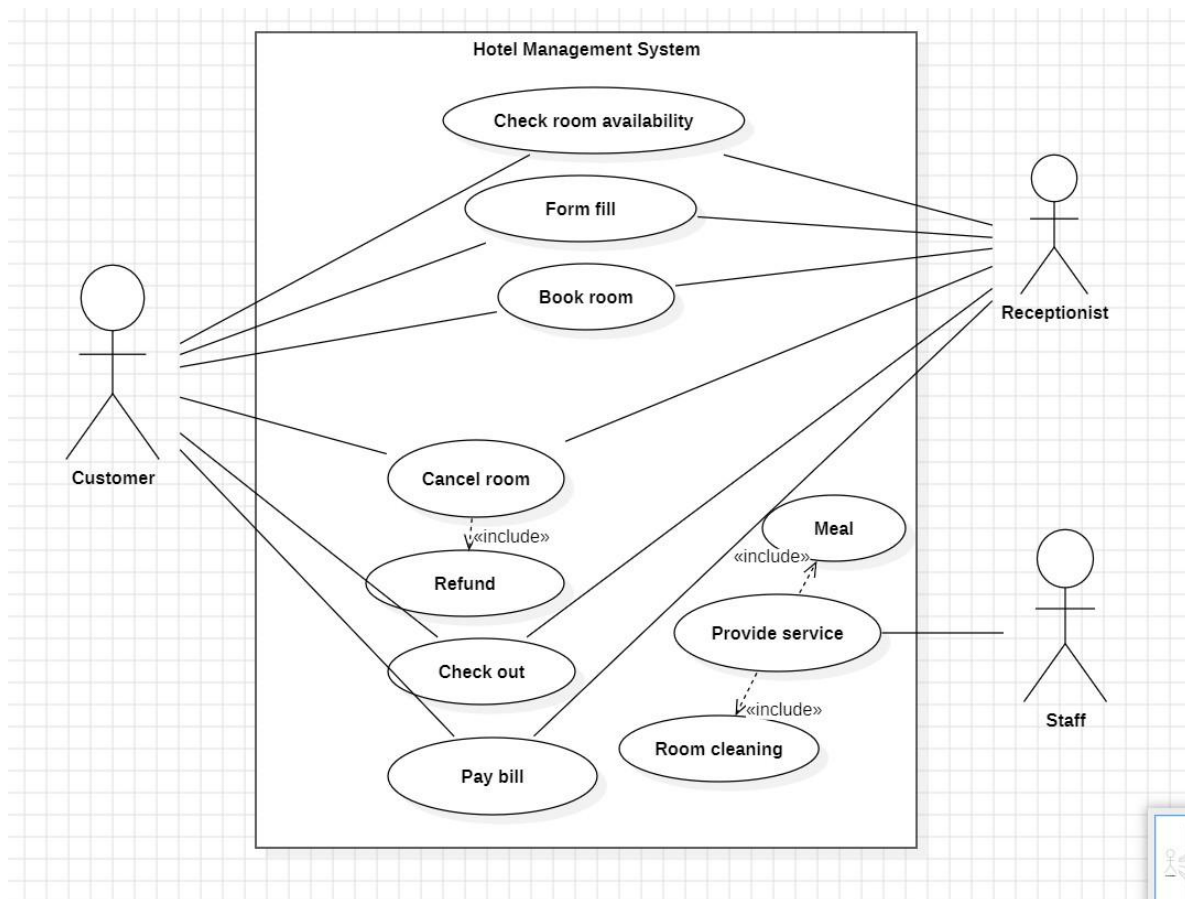 Hotel Management System
Check room availability
Form fill
Book room
Receptionist
Customer
Cancel room
«include»
Meal
«include»
Refund
Provide service
Check out
«include»
Staff
Room cleaning
Pay bill